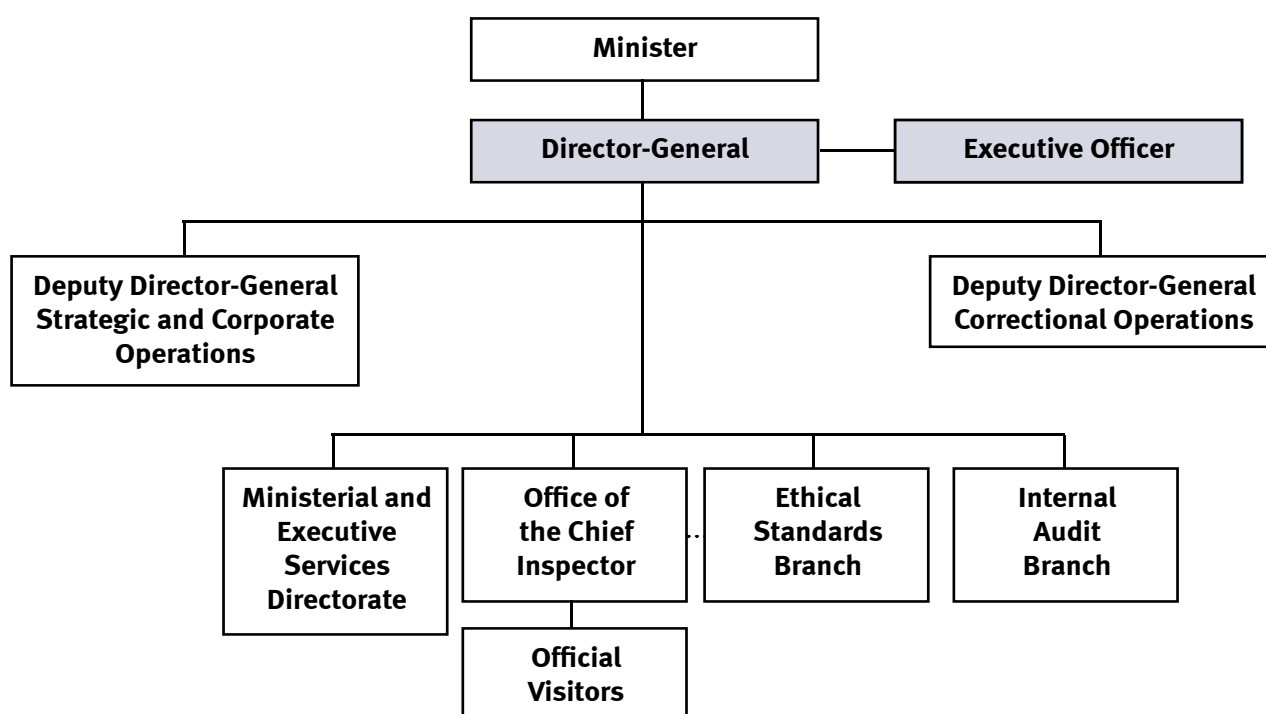 Minister
Director-General
Executive Officer
Deputy Director-General
Strategic and Corporate
Operations
Deputy Director-General
Correctional Operations
Ministerial and
Executive
Services
Directorate
Office of
the Chief
Inspector
Ethical
Standards
Branch
Internal
Audit
Branch
Official
Visitors